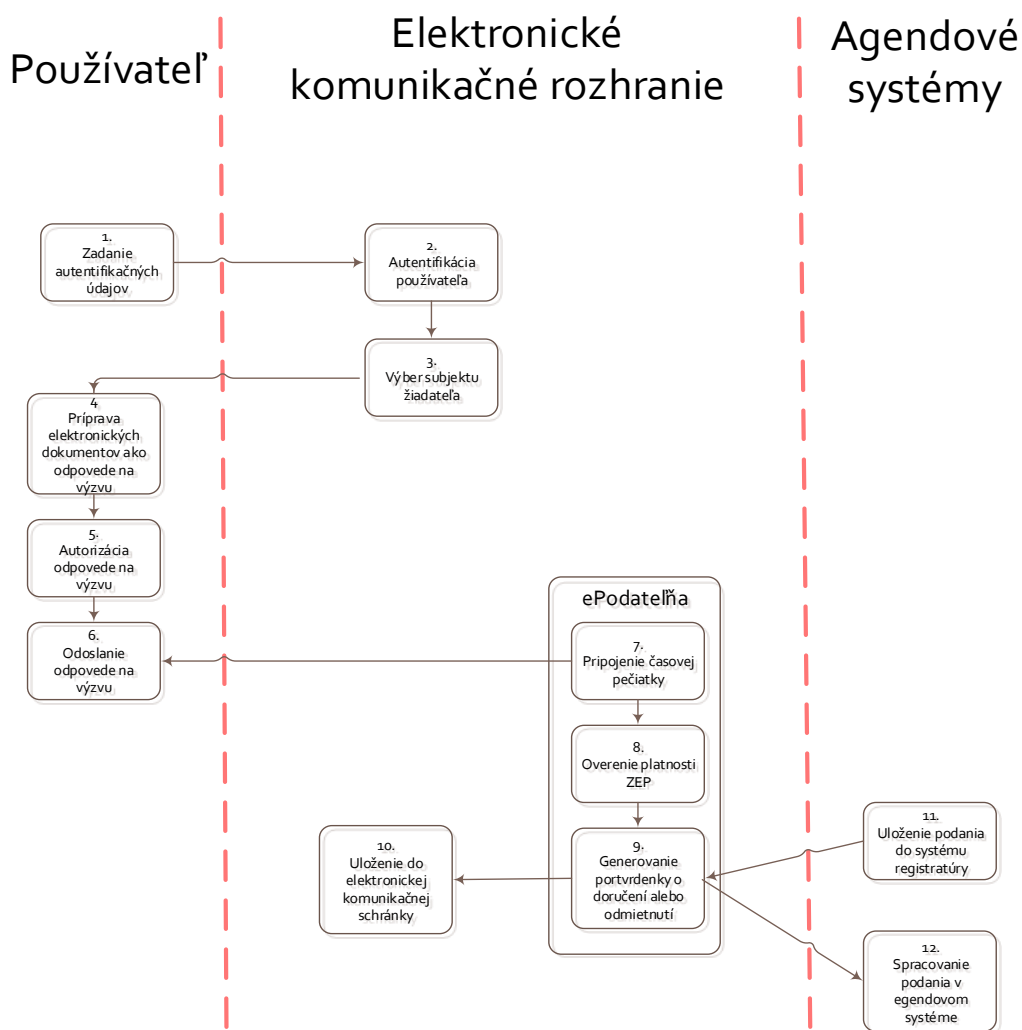 Používateľ
Elektronické
komunikačné rozhranie
Agendové
systémy
1.
Zadanie
autentifikačných
údajov
2.
Autentifikácia
používateľa
3.
Výber subjektu
žiadateľa
4
Príprava
elektronických
dokumentov ako
odpovede na
výzvu
5.
Autorizácia
odpovede na
výzvu
6.
Odoslanie
odpovede na
výzvu
ePodateľňa
7.
Pripojenie časovej
pečiatky
8.
Overenie platnosti
ZEP
9.
Generovanie
portvrdenky o
doručení alebo
odmietnutí
10.
Uloženie do
elektronickej
komunikačnej
schránky
11.
Uloženie podania
do systému
registratúry
12.
Spracovanie
podania v
egendovom
systéme